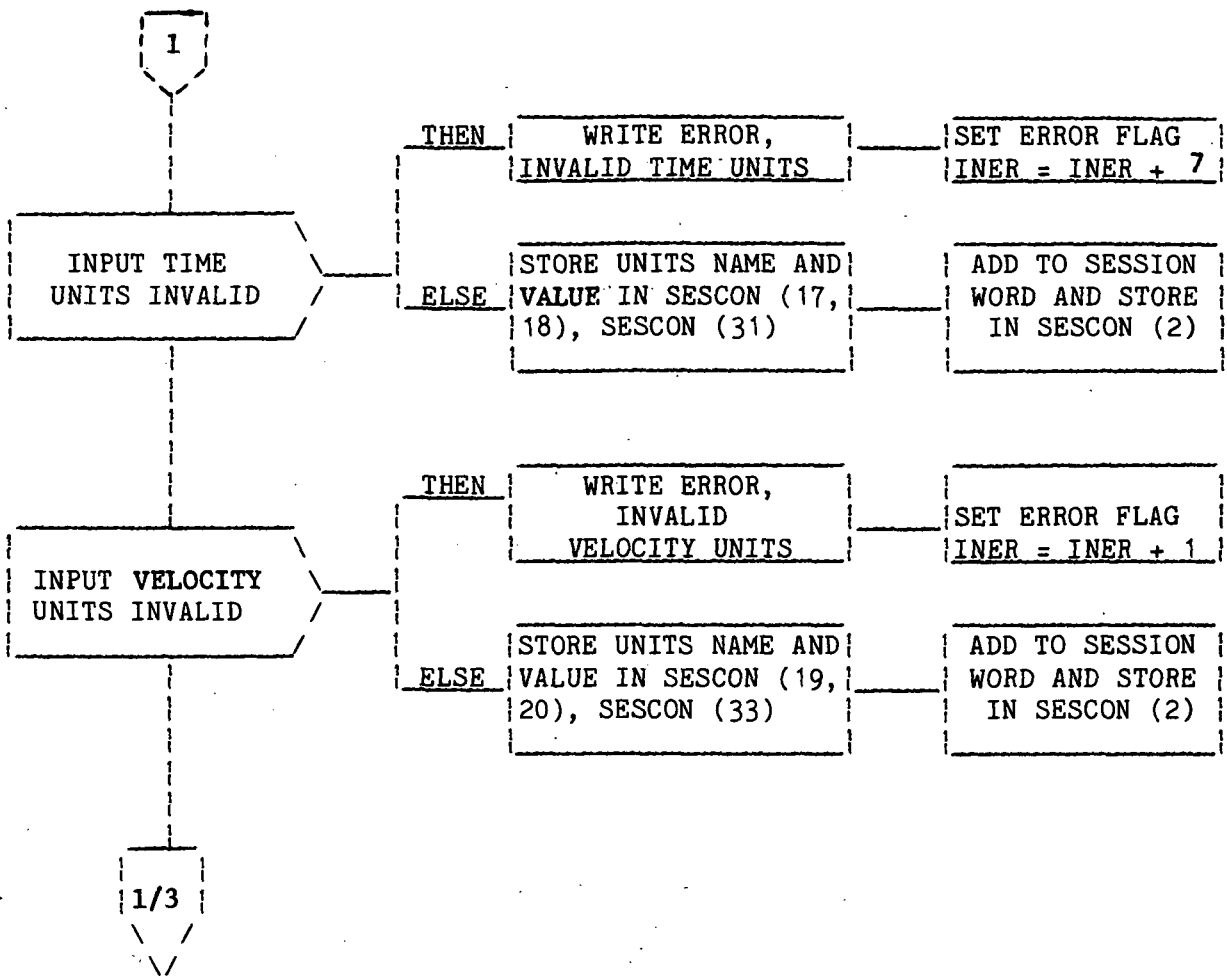 1
THEN
WRITE ERROR,
INVALID TIME UNITS
SET ERROR FLAG
INER = INER + 7
INPUT TIME
UNITS INVALID
ELSE
STORE UNITS NAME AND
VALUE IN SESCON (17,
18), SESCON (31)
ADD TO SESSION
WORD AND STORE
IN SESCON (2)
THEN
WRITE ERROR,
INVALID
VELOCITY UNITS
SET ERROR FLAG
INER = INER + 1
INPUT VELOCITY
UNITS INVALID
ELSE
STORE UNITS NAME AND
VALUE IN SESCON (19,
20), SESCON (33)
ADD TO SESSION
WORD AND STORE
IN SESCON (2)
1/3